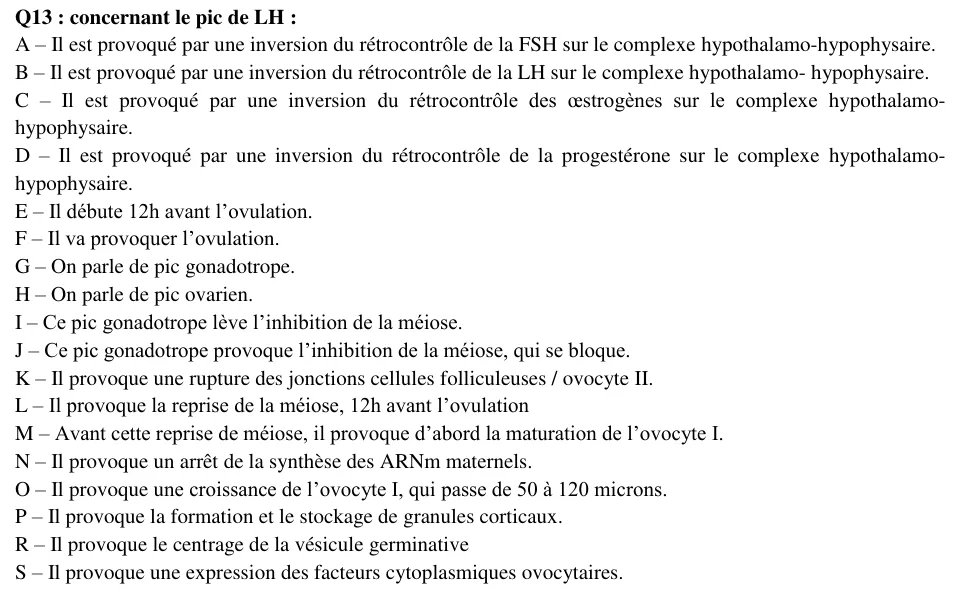 Q13 : concernant le pic de LH :
A – Il est provoqué par une inversion du rétrocontrôle de la FSH sur le complexe hypothalamo-hypophysaire.
B – Il est provoqué par une inversion du rétrocontrôle de la LH sur le complexe hypothalamo- hypophysaire.
C – Il est provoqué par une inversion du rétrocontrôle des œstrogènes sur le complexe hypothalamo-
hypophysaire.
D – Il est provoqué par une inversion du rétrocontrôle de la progestérone sur le complexe hypothalamo-
hypophysaire.
E – Il débute 12h avant l’ovulation.
F – Il va provoquer l’ovulation.
G – On parle de pic gonadotrope.
H – On parle de pic ovarien.
I – Ce pic gonadotrope lève l’inhibition de la méiose.
J – Ce pic gonadotrope provoque l’inhibition de la méiose, qui se bloque.
K – Il provoque une rupture des jonctions cellules folliculeuses / ovocyte II.
L – Il provoque la reprise de la méiose, 12h avant l’ovulation
M – Avant cette reprise de méiose, il provoque d’abord la maturation de l’ovocyte I.
N – Il provoque un arrêt de la synthèse des ARNm maternels.
O – Il provoque une croissance de l’ovocyte I, qui passe de 50 à 120 microns.
P – Il provoque la formation et le stockage de granules corticaux.
R – Il provoque le centrage de la vésicule germinative
S – Il provoque une expression des facteurs cytoplasmiques ovocytaires.